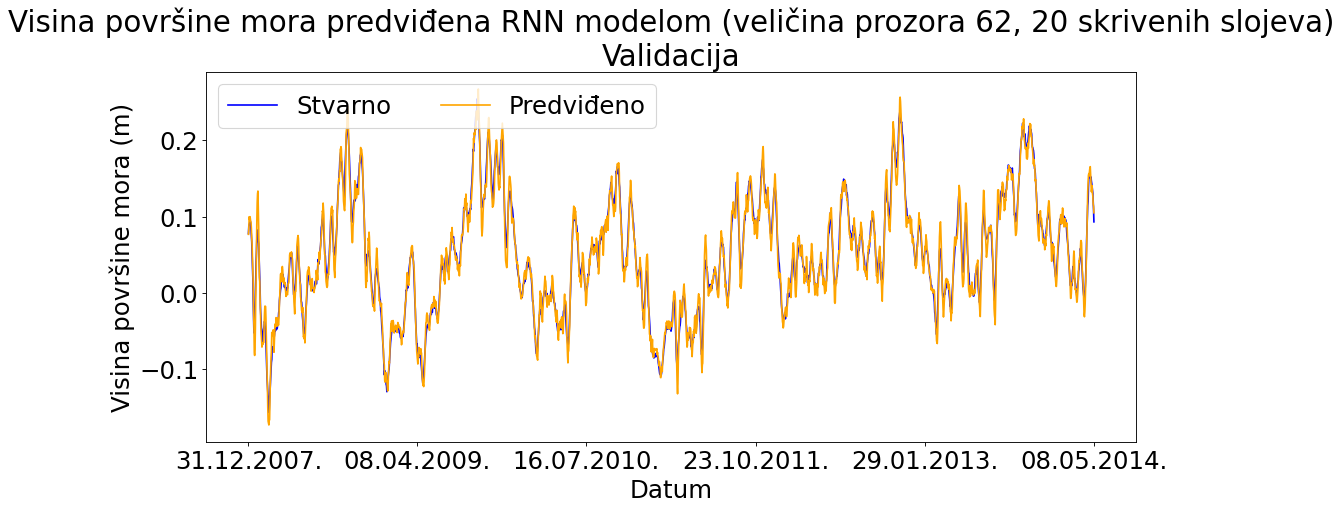 Visina površine mora predviđena RNN modelom (veličina prozora 62, 20 skrivenih slojeva)
Validacija
Stvarno
Predviđeno
Visina površine mora (m)
0.2
0.1
0.0
−0.1
31.12.2007.
08.04.2009.
16.07.2010.
23.10.2011.
29.01.2013.
08.05.2014.
Datum